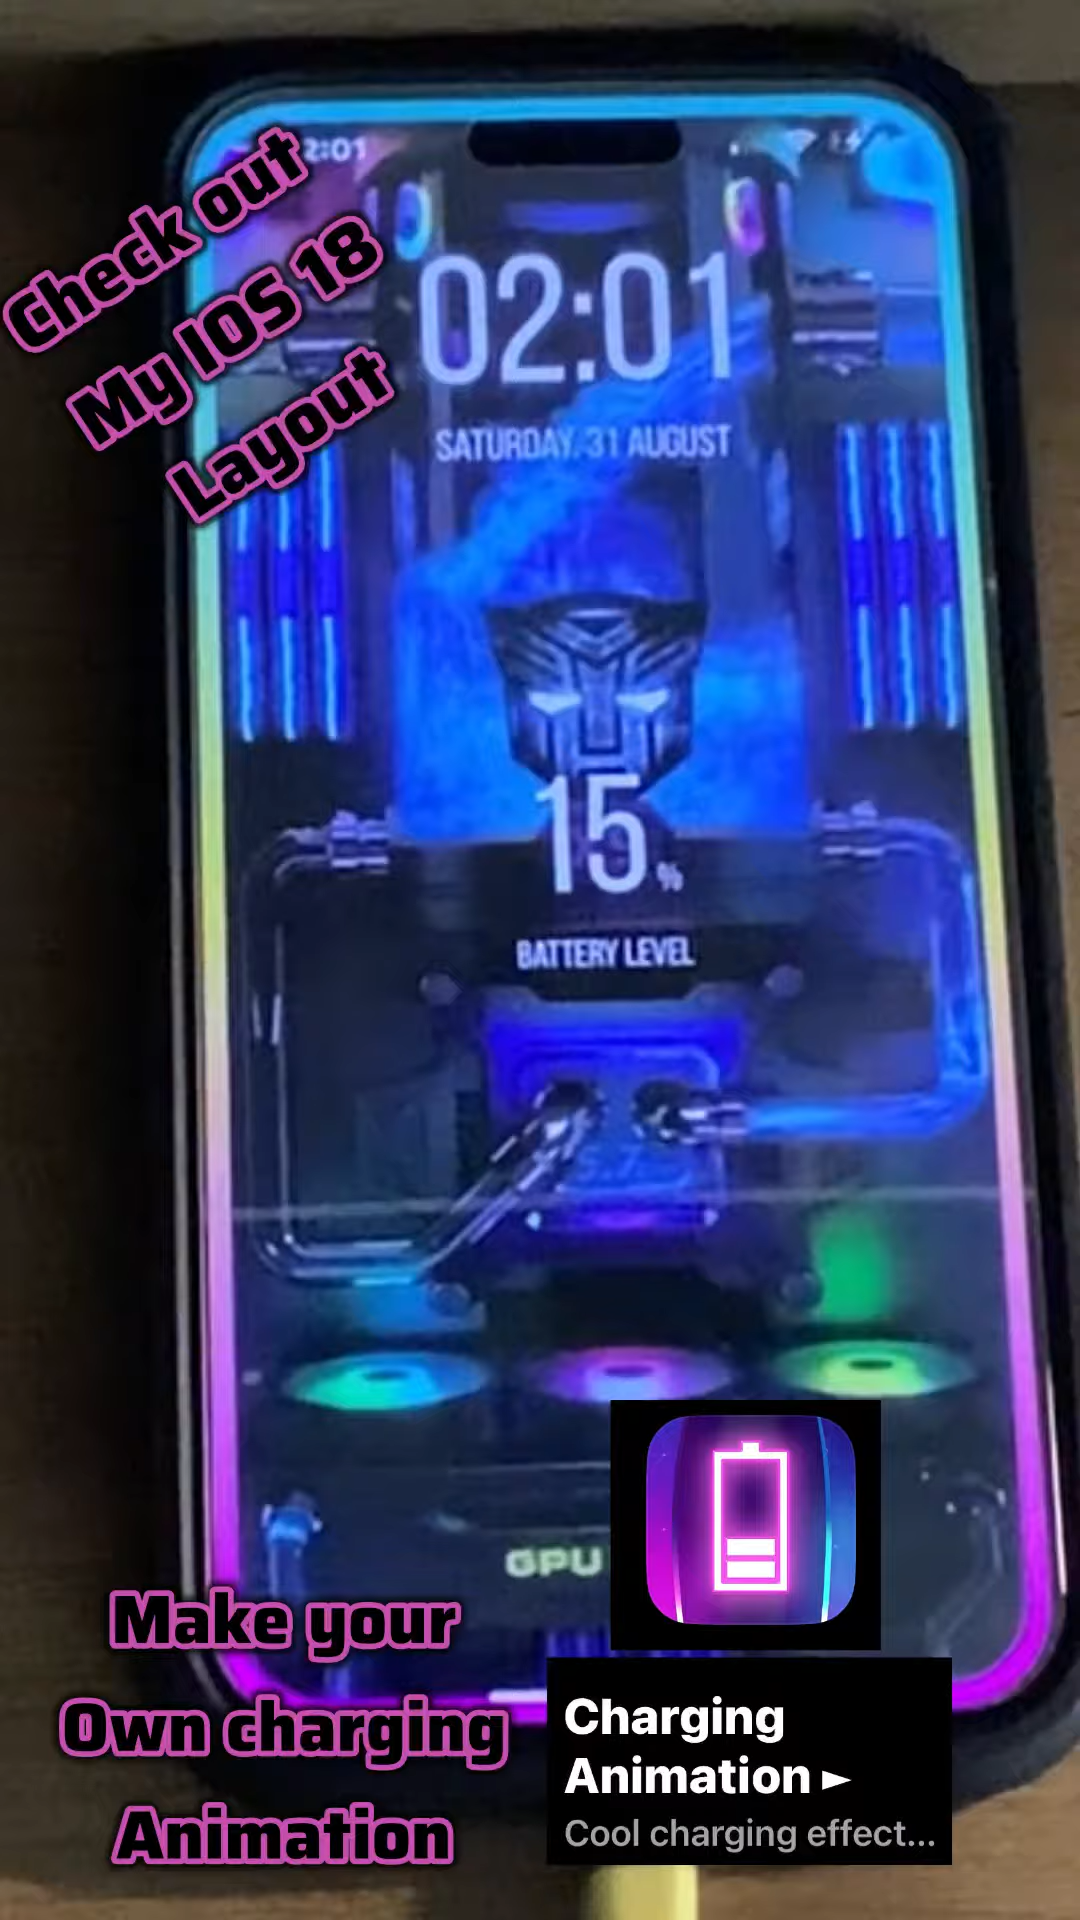 Check out
My IOS 18
Layout
2:01
02:01
SATURDAY, 31 AUGUST
15%
BATTERY LEVEL
GPU
Make your
Own charging
Animation
Charging
Animation ►
Cool charging effect...